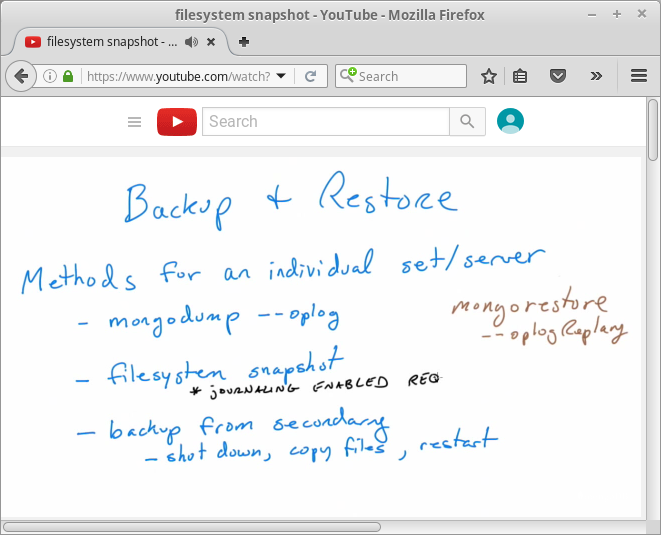 filesystem snapshot - YouTube - Mozilla Firefox
filesystem snapshot - ...
https://www.youtube.com/watch?
Search
Search
Backup + Restore
Methods for an individual set/server
- mongodump --oplog
mongorestore
--oplogReplay
- filesystem snapshot
* JOURNALING ENABLED REQ
- backup from secondary
- shut down, copy files, restart